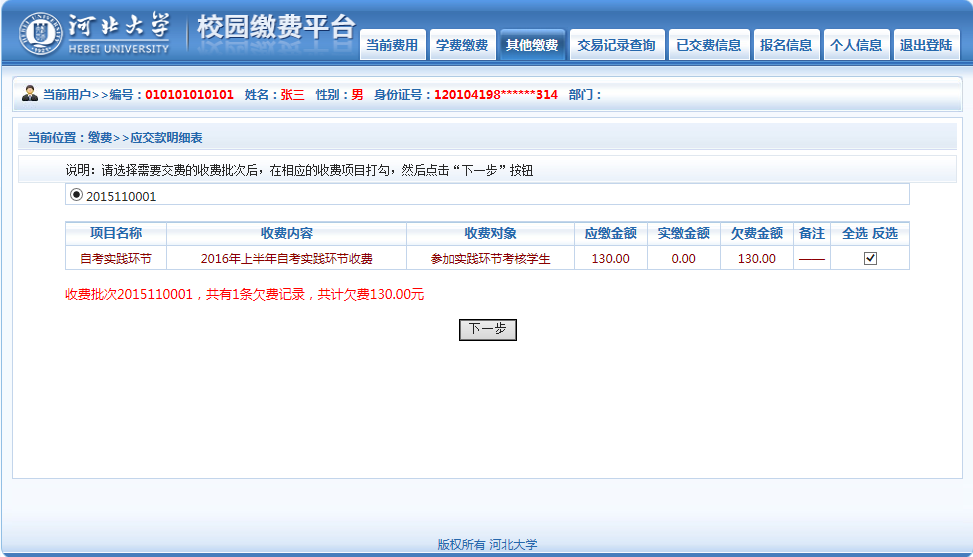 河北大学 校园缴费平台
HEBEI UNIVERSITY
当前费用 学费缴费 其他缴费 交易记录查询 已交费信息 报名信息 个人信息 退出登陆
当前用户>>编号：010101010101 姓名：张三 性别：男 身份证号：120104198******314 部门：
当前位置：缴费>>应交款明细表
说明：请选择需要交费的收费批次后，在相应的收费项目打勾，然后点击“下一步”按钮
2015110001
项目名称 收费内容 收费对象 应缴金额 实缴金额 欠费金额 备注 全选 反选
自考实践环节 2016年上半年自考实践环节收费 参加实践环节考核学生 130.00 0.00 130.00 ——
收费批次2015110001，共有1条欠费记录，共计欠费130.00元
下一步
版权所有 河北大学